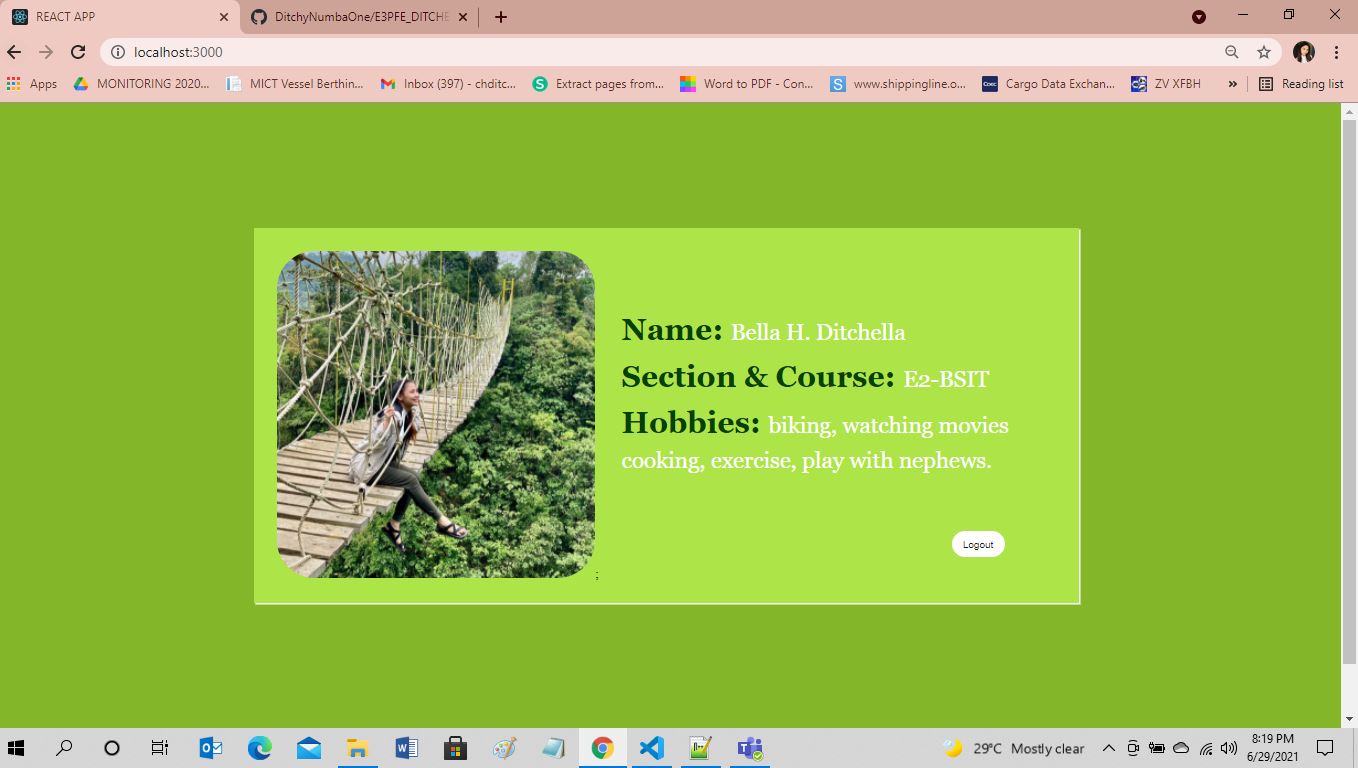 REACT APP
DitchyNumbaOne/E3PFE_DITCHE
localhost:3000
Apps
MONITORING 2020...
MICT Vessel Berthin...
Inbox (397) - chditc...
Extract pages from...
Word to PDF - Con...
www.shippingline.o...
Cargo Data Exchan...
ZV XFBH
»
Reading list
Name: Bella H. Ditchella
Section & Course: E2-BSIT
Hobbies: biking, watching movies
cooking, exercise, play with nephews.
Logout
;
29°C Mostly clear
8:19 PM
6/29/2021